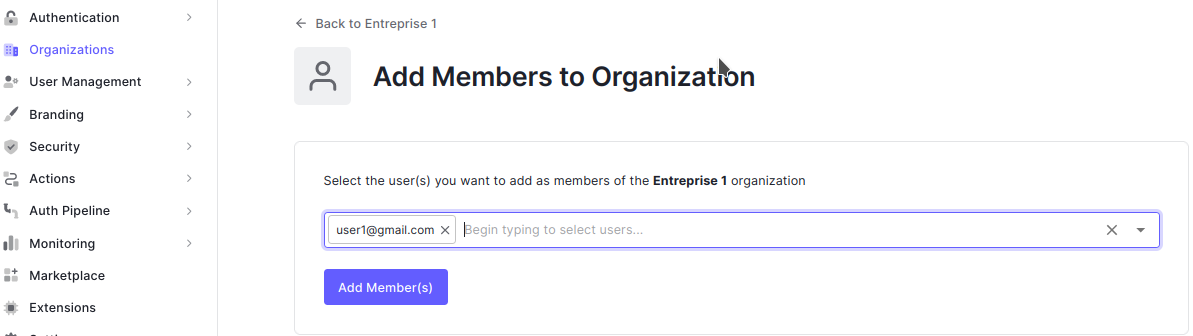 Authentication
Organizations
User Management
Branding
Security
Actions
Auth Pipeline
Monitoring
Marketplace
Extensions
← Back to Entreprise 1
Add Members to Organization
Select the user(s) you want to add as members of the Entreprise 1 organization
user1@gmail.com Begin typing to select users...
Add Member(s)